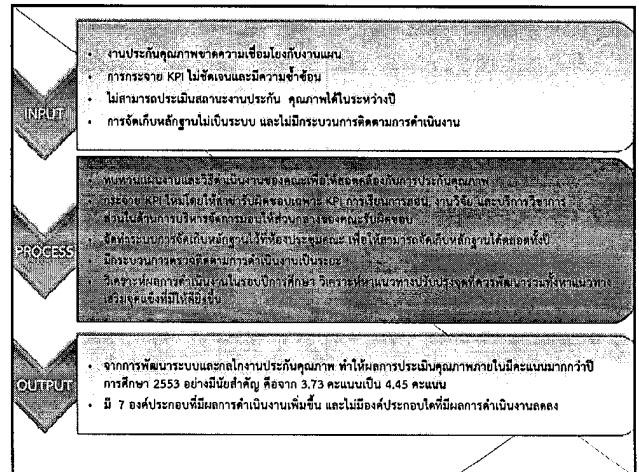 INPUT
• งานประกันคุณภาพขาดความเชื่อมโยงกับงานแผน
• การกระจาย KPI ไม่ชัดเจนและมีความซ้ำซ้อน
• ไม่สามารถประเมินสถานะงานประกัน คุณภาพได้ในระหว่างปี
• การจัดเก็บหลักฐานไม่เป็นระบบ และไม่มีกระบวนการติดตามการดำเนินงาน
PROCESS
• ทบทวนแผนงานและวิธีดำเนินงานของคณะเพื่อให้สอดคล้องกับการประกันคุณภาพ
• กระจาย KPI ใหม่โดยให้สาขารับผิดชอบเฉพาะ KPI การเรียนการสอน, งานวิจัย และบริการวิชาการ
ส่วนในด้านการบริหารจัดการมอบให้ส่วนกลางของคณะรับผิดชอบ
• จัดทำระบบการจัดเก็บหลักฐานไว้ที่ห้องประชุมคณะ เพื่อให้สามารถจัดเก็บหลักฐานได้ตลอดทั้งปี
• มีกระบวนการตรวจติดตามการดำเนินงานเป็นระยะ
• วิเคราะห์ผลการดำเนินงานในรอบปีการศึกษา วิเคราะห์หาแนวทางปรับปรุงจุดที่ควรพัฒนารวมทั้งหาแนวทาง
เสริมจุดแข็งที่มีให้ดียิ่งขึ้น
OUTPUT
• จากการพัฒนาระบบและกลไกงานประกันคุณภาพ ทำให้ผลการประเมินคุณภาพภายในมีคะแนนมากกว่าปี
การศึกษา 2553 อย่างมีนัยสำคัญ คือจาก 3.73 คะแนนเป็น 4.45 คะแนน
• มี 7 องค์ประกอบที่มีผลการดำเนินงานเพิ่มขึ้น และไม่มีองค์ประกอบใดที่มีผลการดำเนินงานลดลง